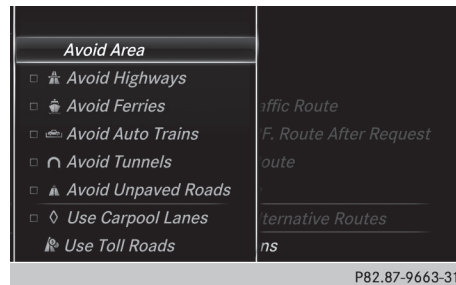 Avoid Area
Avoid Highways
Avoid Ferries
affic Route
Avoid Auto Trains
F. Route After Request
Avoid Tunnels
oute
Avoid Unpaved Roads
Use Carpool Lanes
ternative Routes
Use Toll Roads
ns
P82.87-9663-31